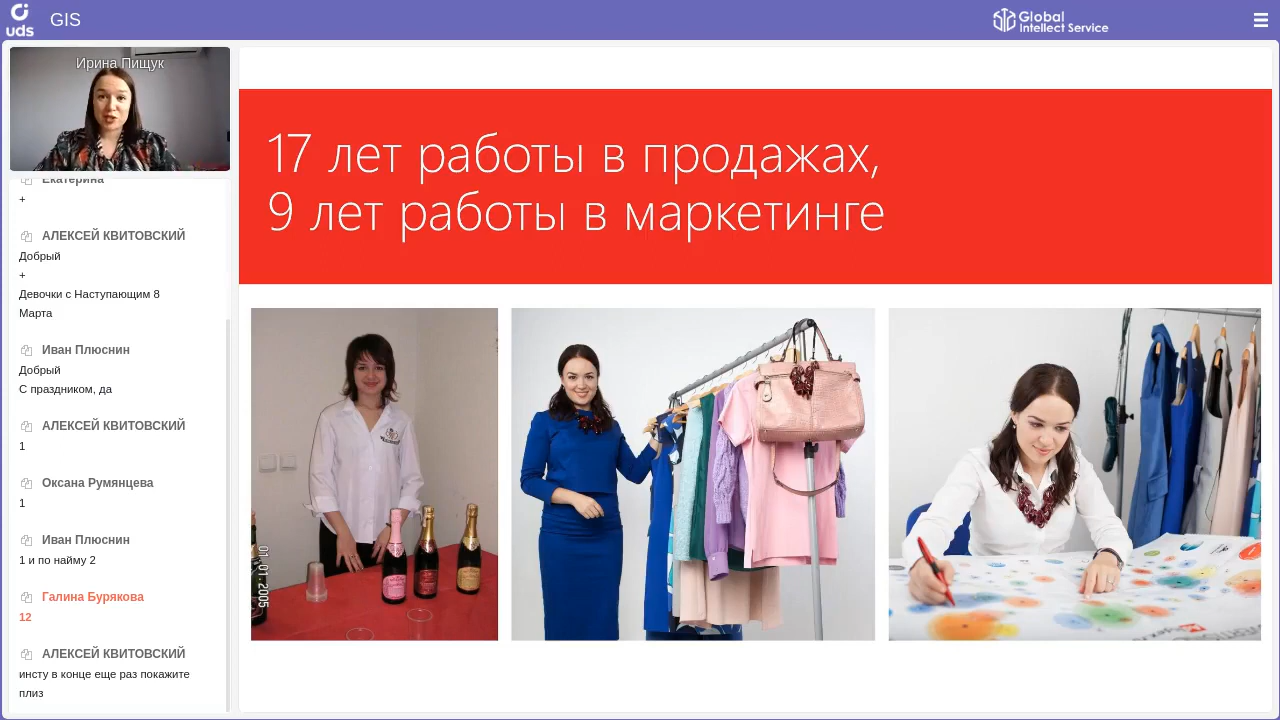 uds
GIS
Global
Intellect Service
Ирина Пищук
Екатерина
+
АЛЕКСЕЙ КВИТОВСКИЙ
Добрый
+
Девочки с Наступающим 8
Марта
Иван Плюснин
Добрый
С праздником, да
АЛЕКСЕЙ КВИТОВСКИЙ
1
Оксана Румянцева
1
Иван Плюснин
1 и по найму 2
Галина Бурякова
12
АЛЕКСЕЙ КВИТОВСКИЙ
инсту в конце еще раз покажите
плиз
17 лет работы в продажах,
9 лет работы в маркетинге
01.01.2005